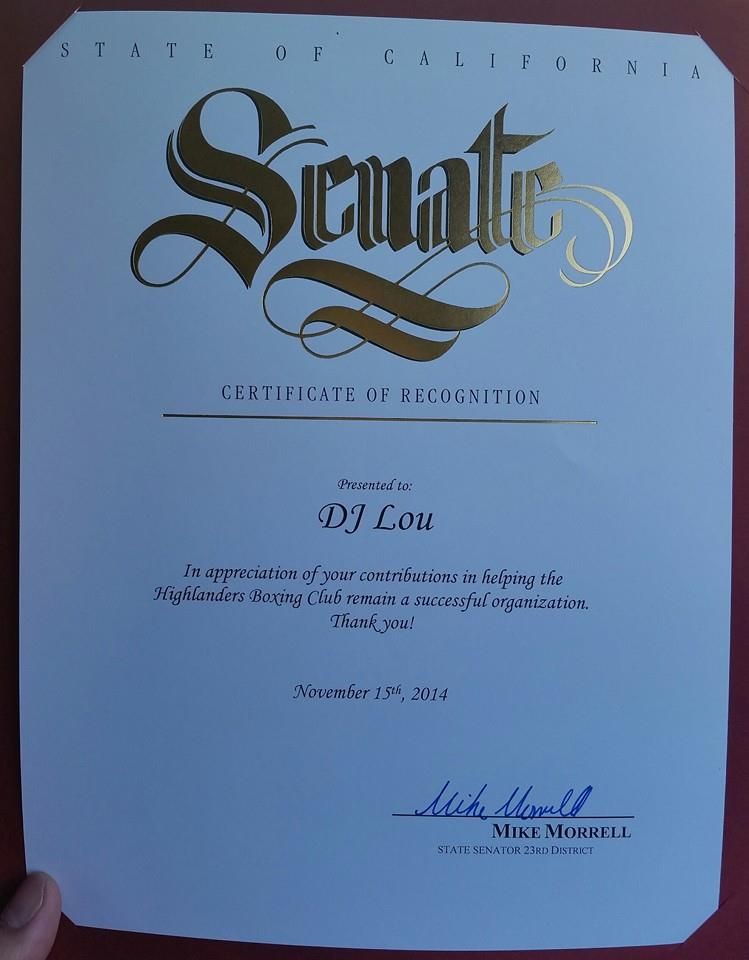 STATE OF CALIFORNIA
Senate
CERTIFICATE OF RECOGNITION
Presented to:
DJ Lou
In appreciation of your contributions in helping the
Highlanders Boxing Club remain a successful organization.
Thank you!
November 15th, 2014
Mike Morrell
MIKE MORRELL
STATE SENATOR 23RD DISTRICT